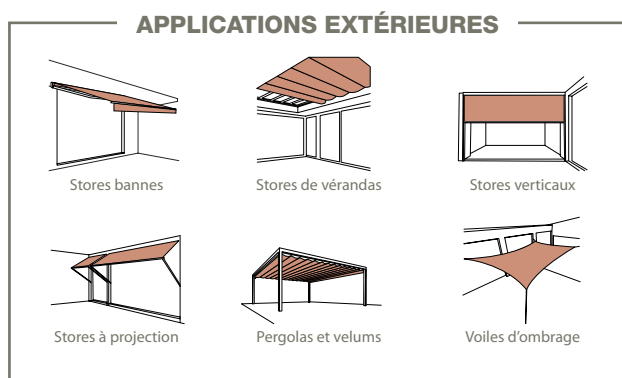 APPLICATIONS EXTÉRIEURES
Stores bannes
Stores de vérandas
Stores verticaux
Stores à projection
Pergolas et velums
Voiles d'ombrage